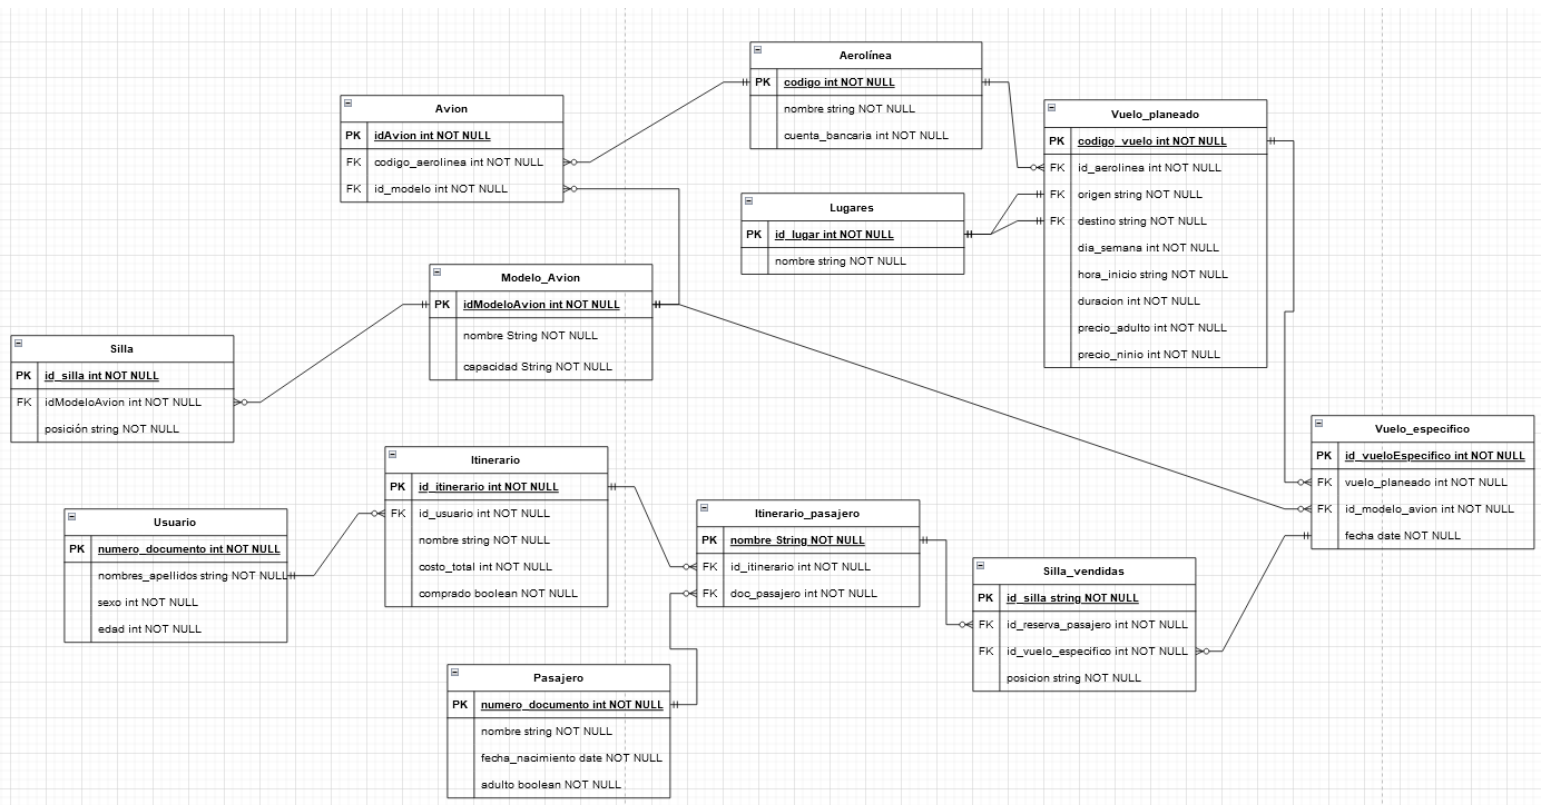 Aerolínea
PK codigo int NOT NULL
nombre string NOT NULL
cuenta_bancaria int NOT NULL
Avion
PK idAvion int NOT NULL
FK codigo_aerolinea int NOT NULL
FK id_modelo int NOT NULL
Vuelo_planeado
PK codigo_vuelo int NOT NULL
FK id_aerolinea int NOT NULL
FK origen string NOT NULL
FK destino string NOT NULL
dia_semana int NOT NULL
hora_inicio string NOT NULL
duracion int NOT NULL
precio_adulto int NOT NULL
precio_ninio int NOT NULL
Lugares
PK id_lugar int NOT NULL
nombre string NOT NULL
Modelo_Avion
PK idModeloAvion int NOT NULL
nombre String NOT NULL
capacidad String NOT NULL
Silla
PK id_silla int NOT NULL
FK idModeloAvion int NOT NULL
posición string NOT NULL
Vuelo_especifico
PK id_vueloEspecifico int NOT NULL
FK vuelo_planeado int NOT NULL
FK id_modelo_avion int NOT NULL
fecha date NOT NULL
Itinerario
PK id_itinerario int NOT NULL
FK id_usuario int NOT NULL
nombre string NOT NULL
costo_total int NOT NULL
comprado boolean NOT NULL
Usuario
PK numero_documento int NOT NULL
nombres_apellidos string NOT NULL
sexo int NOT NULL
edad int NOT NULL
Itinerario_pasajero
PK nombre String NOT NULL
FK id_itinerario int NOT NULL
FK doc_pasajero int NOT NULL
Silla_vendidas
PK id_silla string NOT NULL
FK id_reserva_pasajero int NOT NULL
FK id_vuelo_especifico int NOT NULL
posicion string NOT NULL
Pasajero
PK numero_documento int NOT NULL
nombre string NOT NULL
fecha_nacimiento date NOT NULL
adulto boolean NOT NULL